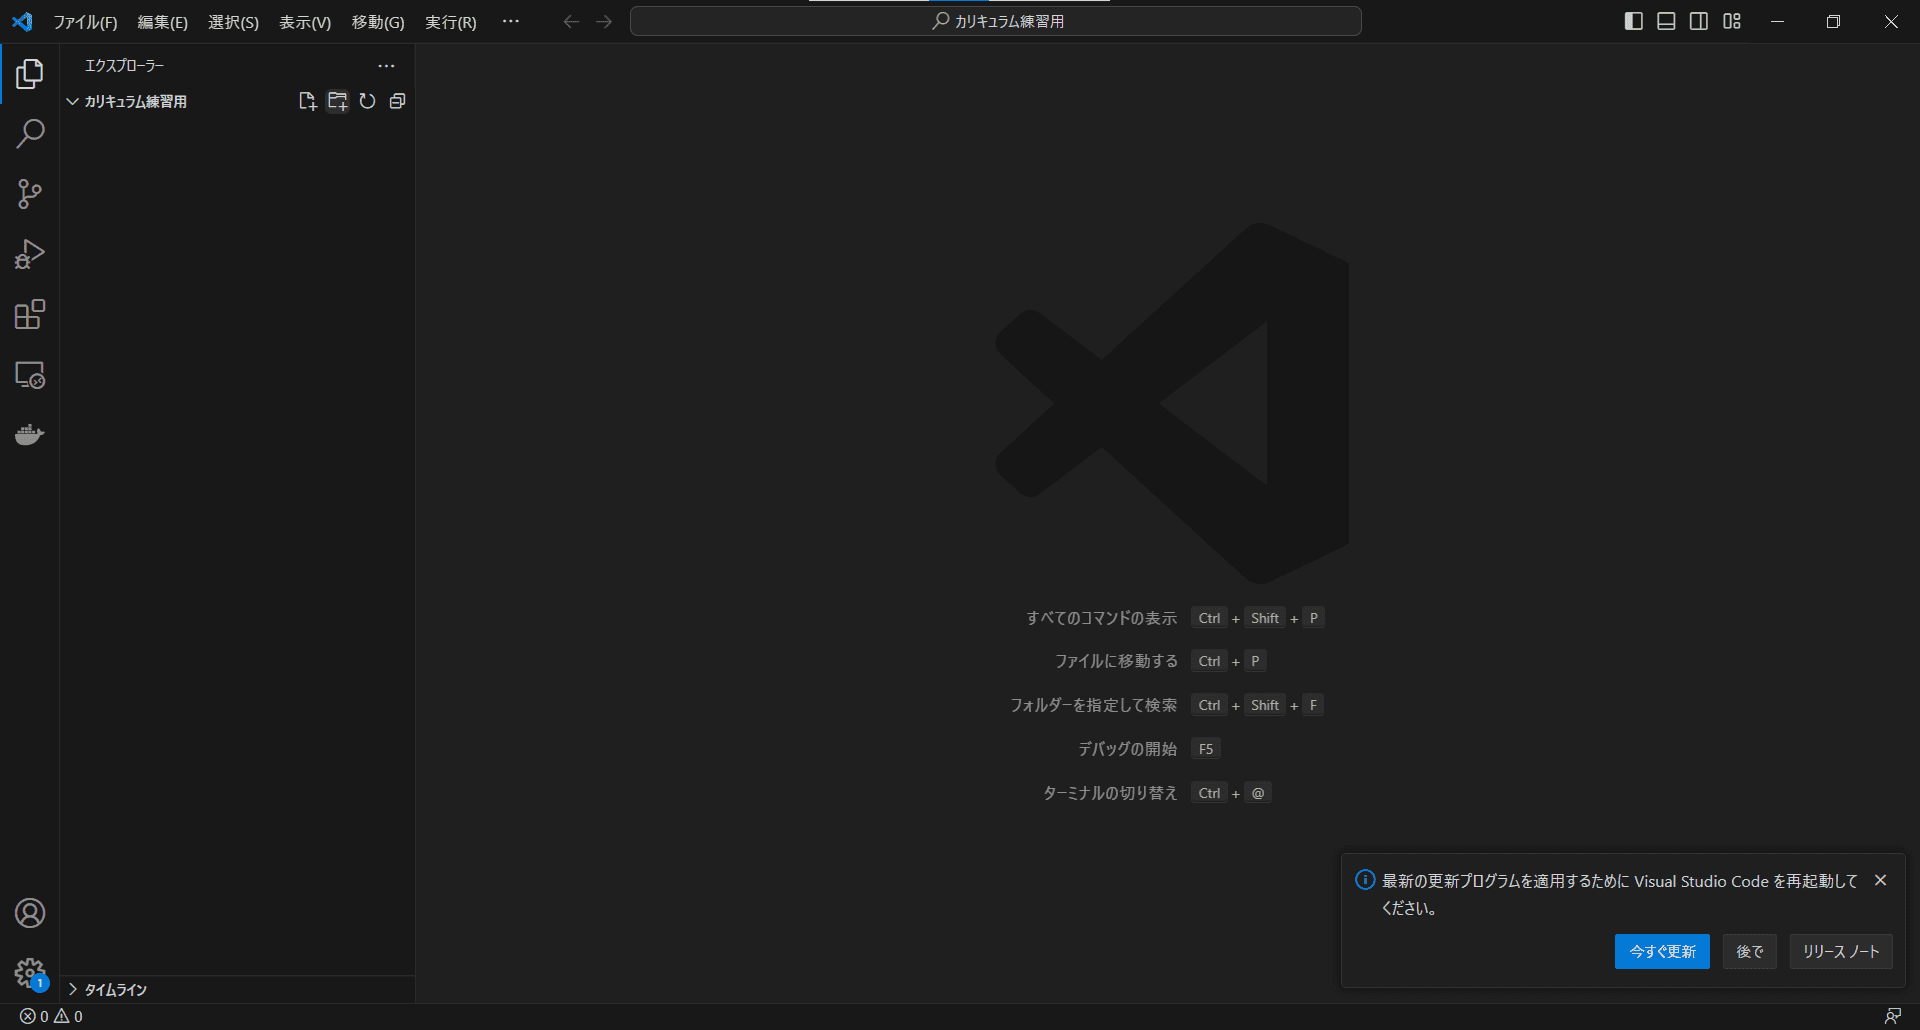 ファイル(F) 編集(E) 選択(S) 表示(V) 移動(G) 実行(R) … カリキュラム練習用
エクスプローラー
カリキュラム練習用
すべてのコマンドの表示 Ctrl + Shift + P
ファイルに移動する Ctrl + P
フォルダーを指定して検索 Ctrl + Shift + F
デバッグの開始 F5
ターミナルの切り替え Ctrl + @
最新の更新プログラムを適用するために Visual Studio Code を再起動して
ください。
今すぐ更新 後で リリース ノート
1
タイムライン
0 0